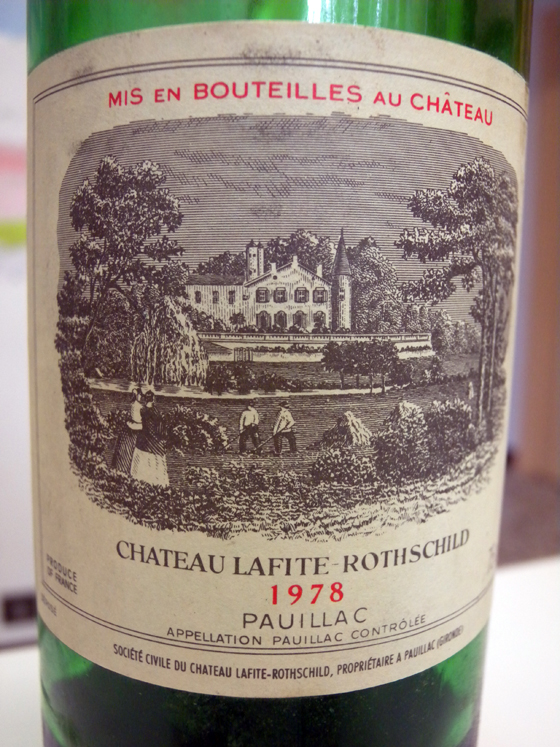 MIS EN BOUTEILLES AU CHÂTEAU
CHATEAU LAFITE-ROTHSCHILD
1978
PAUILLAC
APPELLATION PAUILLAC CONTRÔLÉE
PRODUCE
OF FRANCE
SOCIÉTÉ CIVILE DU CHATEAU LAFITE-ROTHSCHILD, PROPRIÉTAIRE A PAUILLAC (GIRONDE)